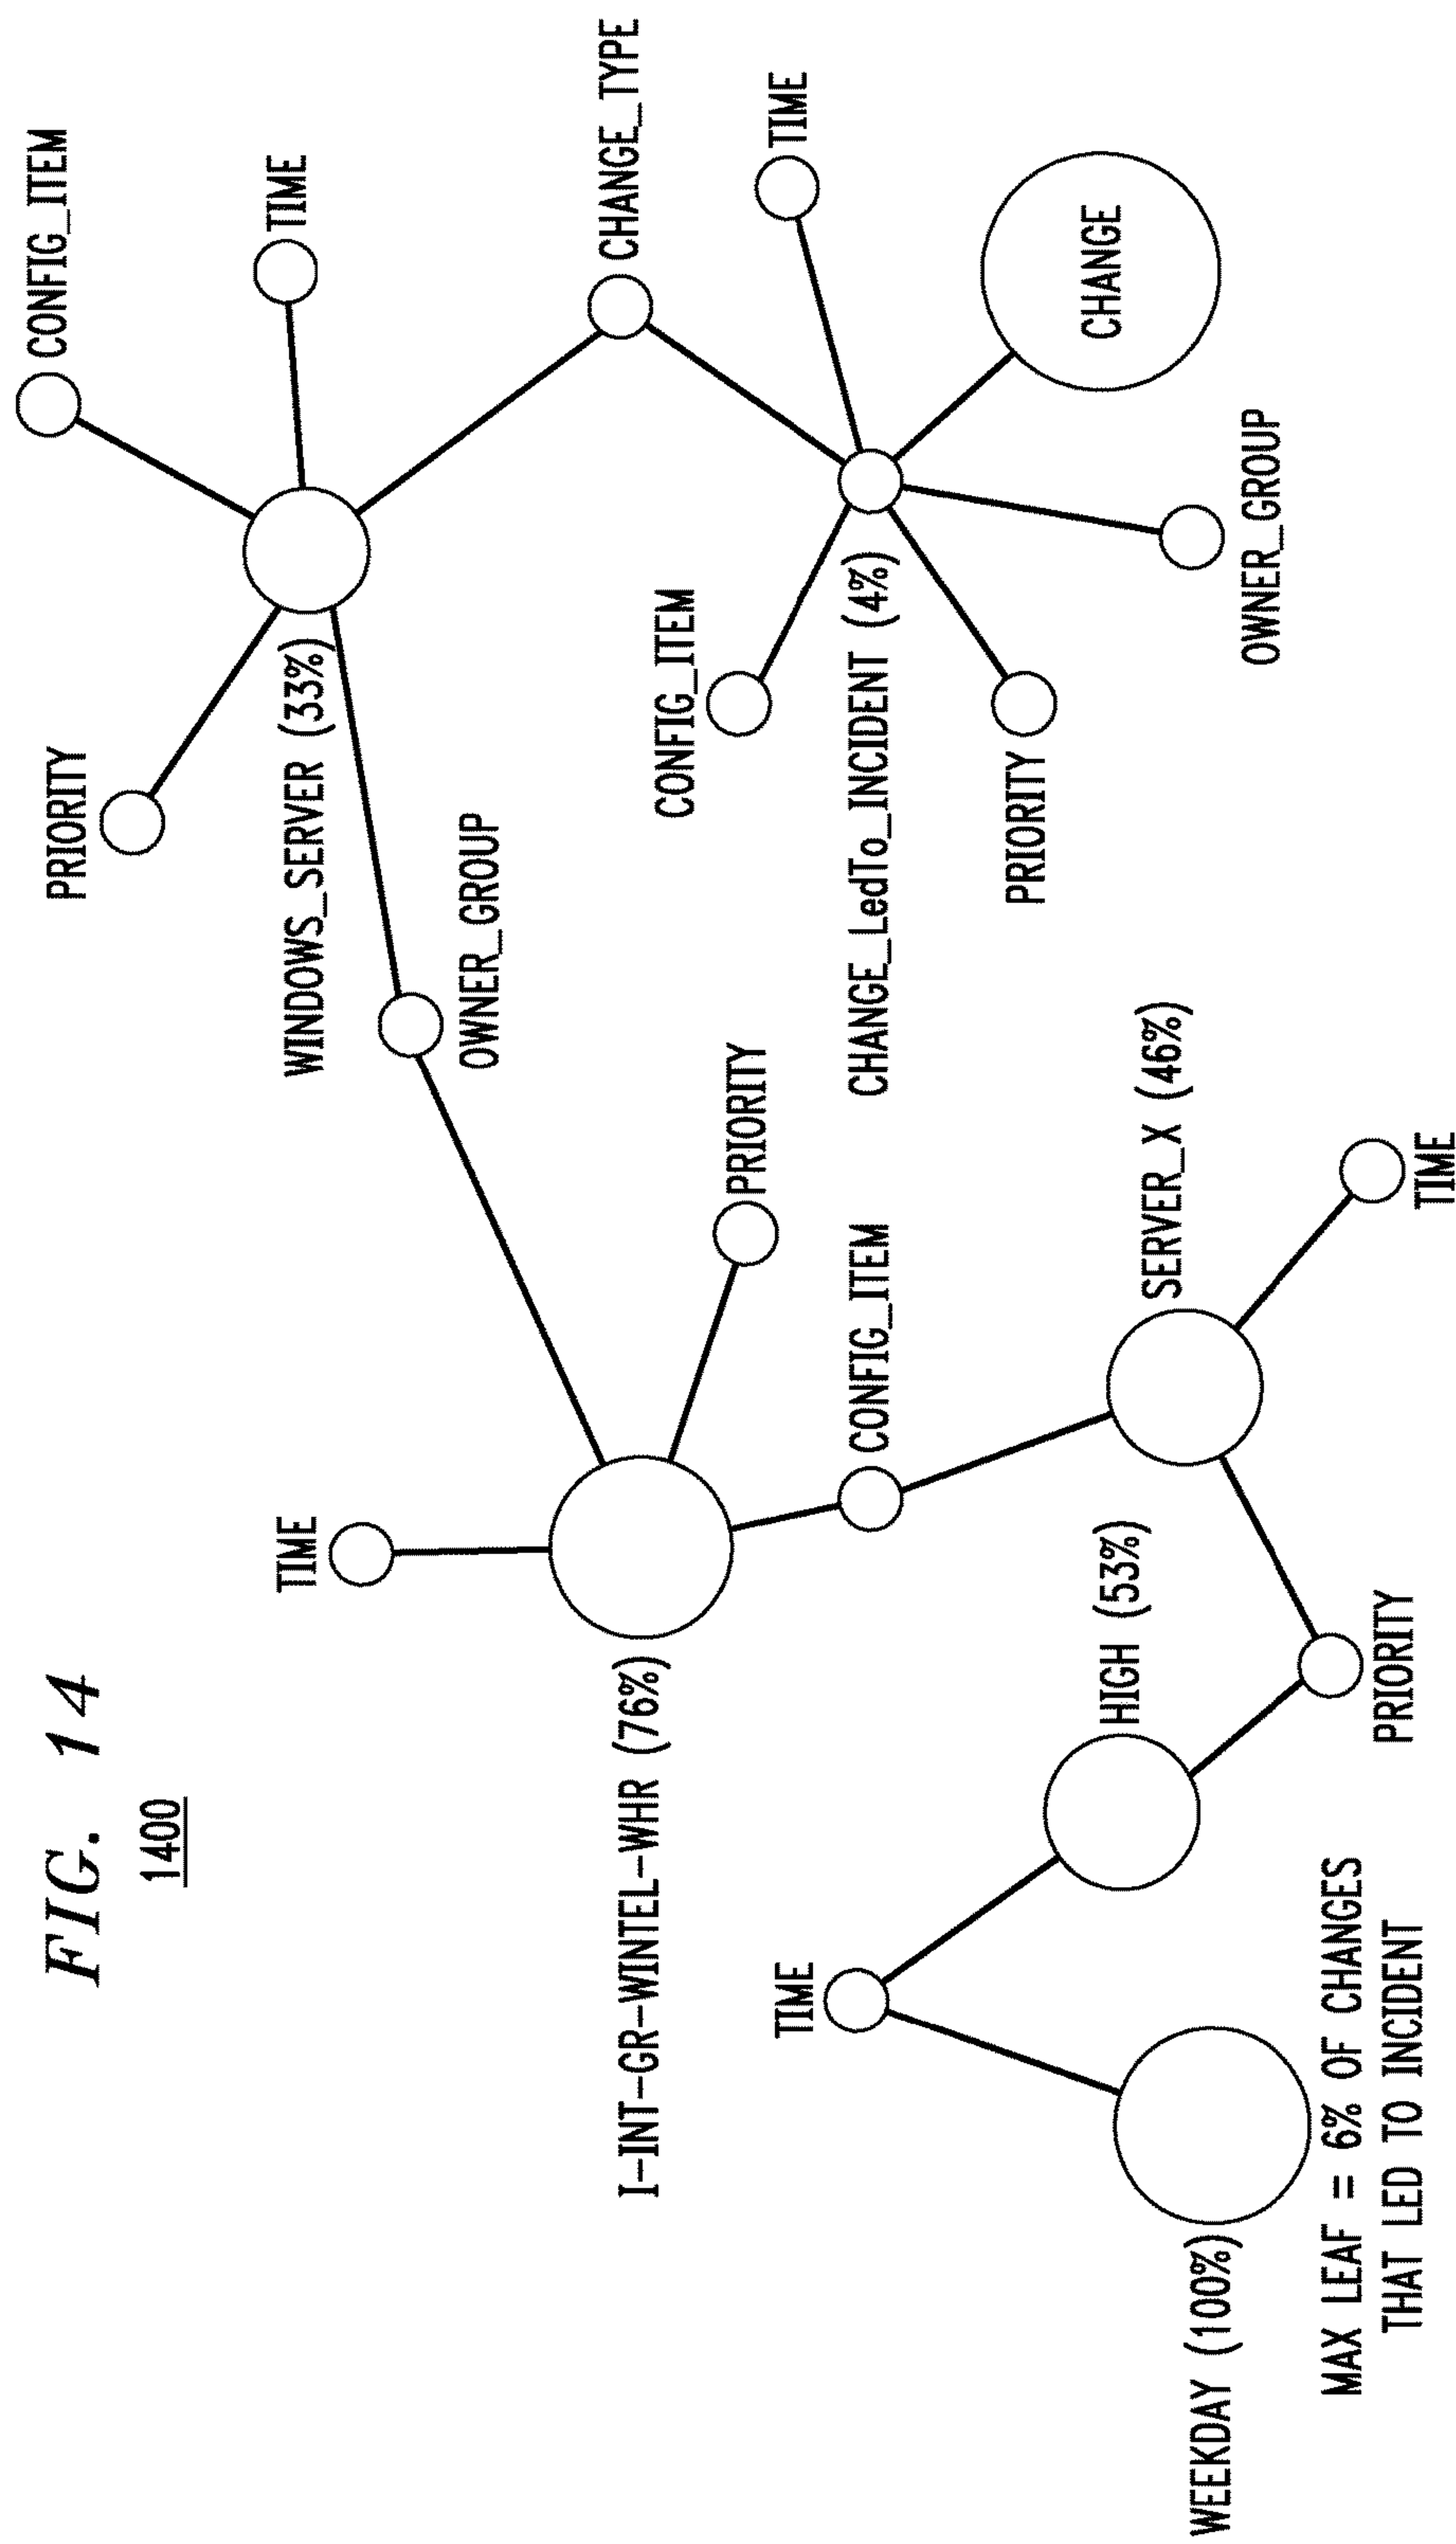 FIG. 14
1400
CONFIG_ITEM
TIME
PRIORITY
WINDOWS_SERVER (33%)
CHANGE_TYPE
OWNER_GROUP
TIME
CONFIG_ITEM
CHANGE_LedTo_INCIDENT (4%)
CHANGE
PRIORITY
OWNER_GROUP
TIME
I-INT-GR-WINTEL-WHR (76%)
PRIORITY
CONFIG_ITEM
SERVER_X (46%)
TIME
PRIORITY
HIGH (53%)
TIME
WEEKDAY (100%)
MAX LEAF = 6% OF CHANGES
THAT LED TO INCIDENT